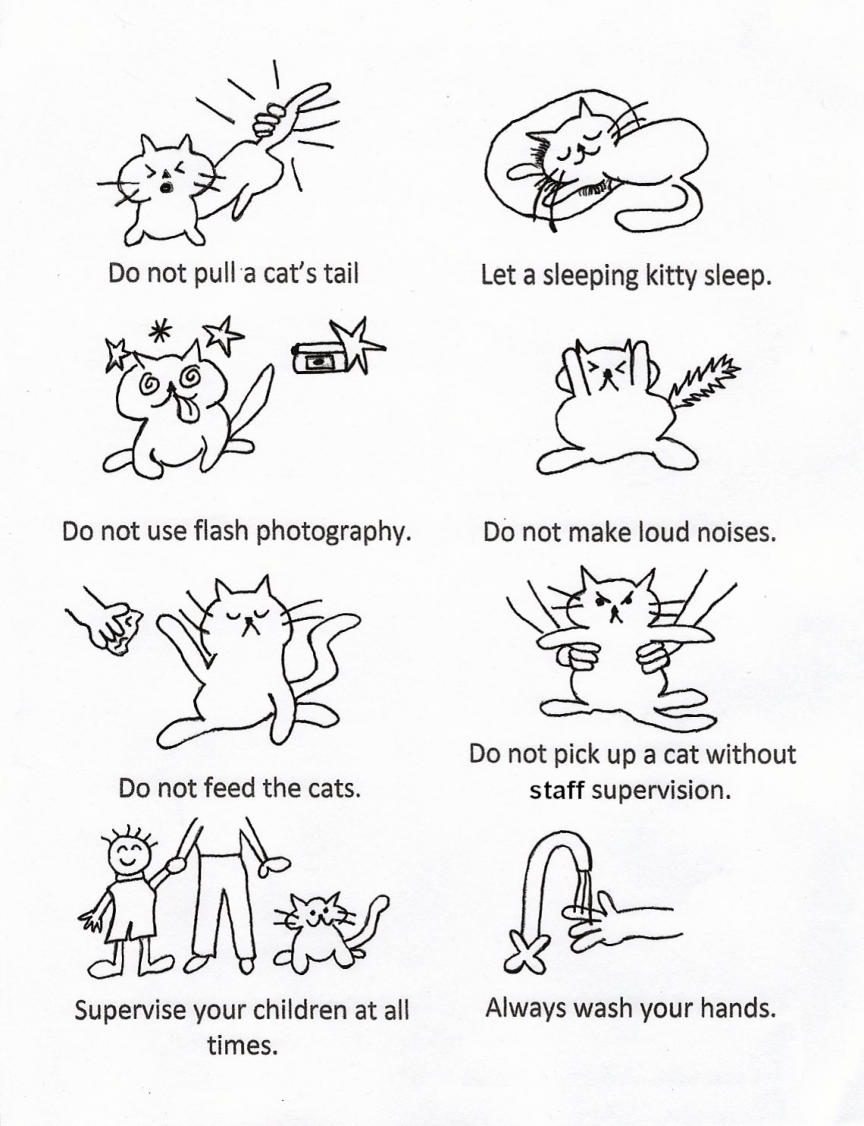 Do not pull a cat's tail
Let a sleeping kitty sleep.
Do not use flash photography.
Do not make loud noises.
Do not feed the cats.
Do not pick up a cat without
staff supervision.
Supervise your children at all
times.
Always wash your hands.